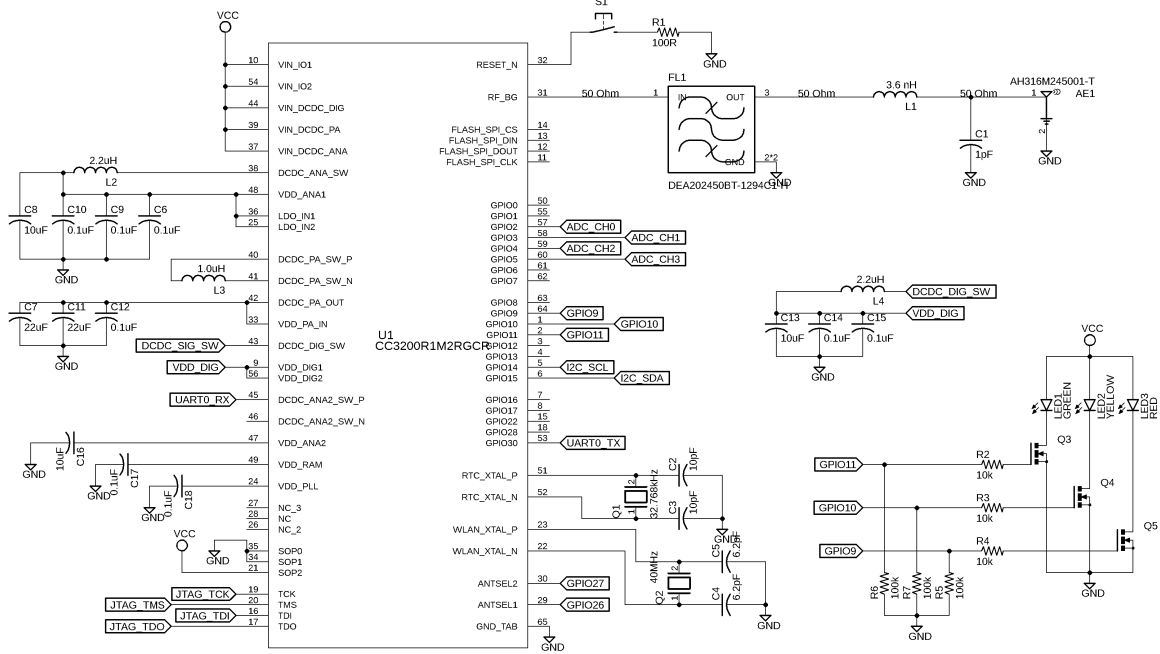 S1
VCC
R1
100R
GND
10 VIN_IO1
RESET_N 32
54 VIN_IO2
44 VIN_DCDC_DIG
RF_BG 31
50 Ohm
FL1
1 IN OUT 3
GND 2*2
GND
DEA202450BT-1294C1-H
50 Ohm
3.6 nH
L1
50 Ohm
AH316M245001-T
1 AE1
2
GND
C1
1pF
GND
39 VIN_DCDC_PA
37 VIN_DCDC_ANA
FLASH_SPI_CS 14
FLASH_SPI_DIN 13
FLASH_SPI_DOUT 12
FLASH_SPI_CLK 11
2.2uH
L2
38 DCDC_ANA_SW
48 VDD_ANA1
36 LDO_IN1
25 LDO_IN2
C8
10uF
C10
0.1uF
C9
0.1uF
C6
0.1uF
GND
GPIO0 50
GPIO1 55
GPIO2 57 ADC_CH0
GPIO3 58 ADC_CH1
GPIO4 59 ADC_CH2
GPIO5 60 ADC_CH3
GPIO6 61
GPIO7 62
40 DCDC_PA_SW_P
1.0uH
L3
41 DCDC_PA_SW_N
42 DCDC_PA_OUT
33 VDD_PA_IN
C7
22uF
C11
22uF
C12
0.1uF
GND
GPIO8 63
GPIO9 64 GPIO9
GPIO10 1 GPIO10
GPIO11 2 GPIO11
GPIO12 3
GPIO13 4
GPIO14 5 I2C_SCL
GPIO15 6 I2C_SDA
U1
CC3200R1M2RGCR
DCDC_SIG_SW 43 DCDC_DIG_SW
VDD_DIG 9 VDD_DIG1
56 VDD_DIG2
UART0_RX 45 DCDC_ANA2_SW_P
46 DCDC_ANA2_SW_N
GPIO16 7
GPIO17 8
GPIO22 15
GPIO28 18
GPIO30 53 UART0_TX
2.2uH
L4
DCDC_DIG_SW
VDD_DIG
C13
10uF
C14
0.1uF
C15
0.1uF
GND
47 VDD_ANA2
10uF
C16
GND
49 VDD_RAM
0.1uF
C17
GND
24 VDD_PLL
0.1uF
C18
GND
27 NC_3
28 NC
26 NC_2
VCC
GND
35 SOP0
34 SOP1
21 SOP2
RTC_XTAL_P 51
RTC_XTAL_N 52
Q1
2
1
32.768kHz
C2
10pF
C3
10pF
GND
WLAN_XTAL_P 23
WLAN_XTAL_N 22
40MHz
Q2
2
1
C5
6.2pF
C4
6.2pF
GND
ANTSEL2 30 GPIO27
ANTSEL1 29 GPIO26
GND_TAB 65
GND
JTAG_TCK 19 TCK
JTAG_TMS 20 TMS
JTAG_TDI 16 TDI
JTAG_TDO 17 TDO
VCC
LED1
GREEN
LED2
YELLOW
LED3
RED
Q3
Q4
Q5
GPIO11
R2
10k
GPIO10
R3
10k
GPIO9
R4
10k
R6
100k
R7
100k
R5
100k
GND
GND